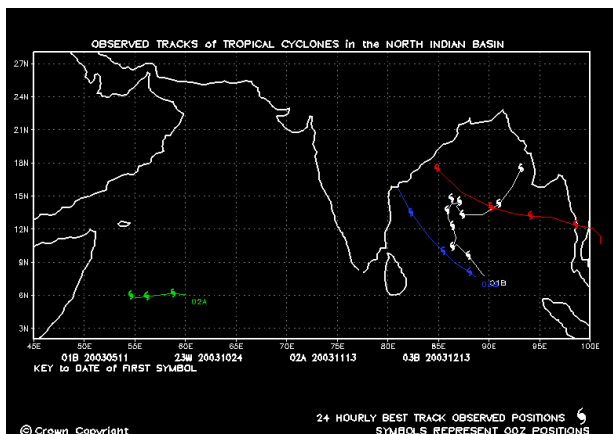 OBSERVED TRACKS of TROPICAL CYCLONES in the NORTH INDIAN BASIN
27N
24N
21N
18N
15N
12N
9N
6N
3N
01B
02A
45E 50E 55E 60E 65E 70E 75E 80E 85E 90E 95E 100E
01B 20030511 23W 20031024 02A 20031113 03B 20031213
KEY to DATE of FIRST SYMBOL
24 HOURLY BEST TRACK OBSERVED POSITIONS
© Crown Copyright
SYMBOLS REPRESENT 00Z POSITIONS